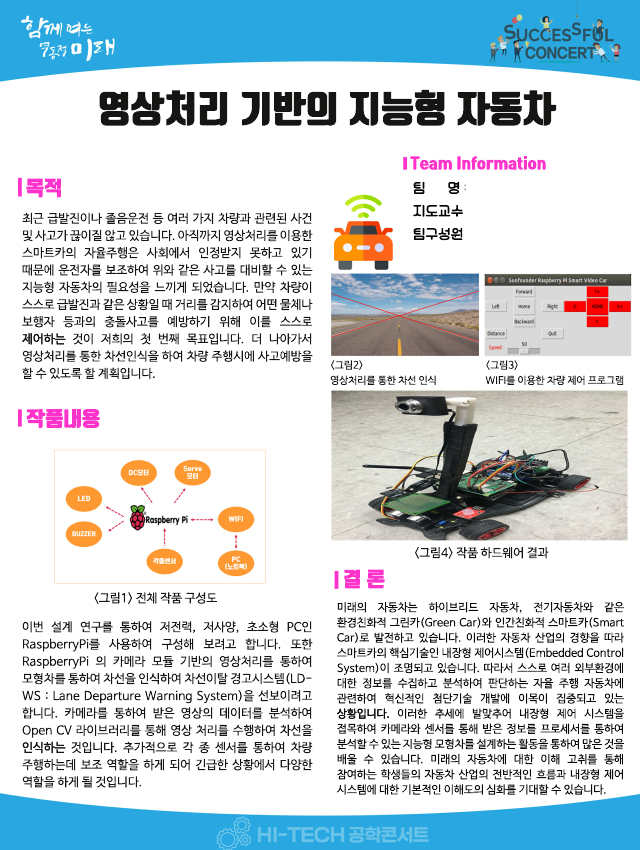 함께 여는
영동정 미래
SUCCESSFUL
CONCERT
영상처리 기반의 지능형 자동차
목적
최근 급발진이나 졸음운전 등 여러 가지 차량과 관련된 사건
및 사고가 끊이질 않고 있습니다. 아직까지 영상처리를 이용한
스마트카의 자율주행은 사회에서 인정받지 못하고 있기
때문에 운전자를 보조하여 위와 같은 사고를 대비할 수 있는
지능형 자동차의 필요성을 느끼게 되었습니다. 만약 차량이
스스로 급발진과 같은 상황일 때 거리를 감지하여 어떤 물체나
보행자 등과의 충돌사고를 예방하기 위해 이를 스스로
제어하는 것이 저희의 첫 번째 목표입니다. 더 나아가서
영상처리를 통한 차선인식을 하여 차량 주행시에 사고예방을
할 수 있도록 할 계획입니다.
Team Information
팀 명 :
지도교수
팀구성원
Sunfounder Raspberry Pi Smart Video Car
Forward
Left
Home
Right
Backward
Distance
Quit
Speed:
50
HOME
<그림2>
영상처리를 통한 차선 인식
<그림3>
WIFI를 이용한 차량 제어 프로그램
<그림4> 작품 하드웨어 결과
작품내용
DC모터
Servo
모터
LED
Raspberry Pi
WIFI
BUZZER
각종센서
PC
(노트북)
<그림1> 전체 작품 구성도
이번 설계 연구를 통하여 저전력, 저사양, 초소형 PC인
RaspberryPi를 사용하여 구성해 보려고 합니다. 또한
RaspberryPi 의 카메라 모듈 기반의 영상처리를 통하여
모형차를 통하여 차선을 인식하여 차선이탈 경고시스템(LD-
WS : Lane Departure Warning System)을 선보이려고
합니다. 카메라를 통하여 받은 영상의 데이터를 분석하여
Open CV 라이브러리를 통해 영상 처리를 수행하여 차선을
인식하는 것입니다. 추가적으로 각 종 센서를 통하여 차량
주행하는데 보조 역할을 하게 되어 긴급한 상황에서 다양한
역할을 하게 될 것입니다.
결 론
미래의 자동차는 하이브리드 자동차, 전기자동차와 같은
환경친화적 그린카(Green Car)와 인간친화적 스마트카(Smart
Car)로 발전하고 있습니다. 이러한 자동차 산업의 경향을 따라
스마트카의 핵심기술인 내장형 제어시스템(Embedded Control
System)이 조명되고 있습니다. 따라서 스스로 여러 외부환경에
대한 정보를 수집하고 분석하여 판단하는 자율 주행 자동차에
관련하여 혁신적인 첨단기술 개발에 이목이 집중되고 있는
상황입니다. 이러한 추세에 발맞추어 내장형 제어 시스템을
접목하여 카메라와 센서를 통해 받은 정보를 프로세서를 통하여
분석할 수 있는 지능형 모형차를 설계하는 활동을 통하여 많은 것을
배울 수 있습니다. 미래의 자동차에 대한 이해 고취를 통해
참여하는 학생들의 자동차 산업의 전반적인 흐름과 내장형 제어
시스템에 대한 기본적인 이해도의 심화를 기대할 수 있습니다.
HI-TECH 공학콘서트